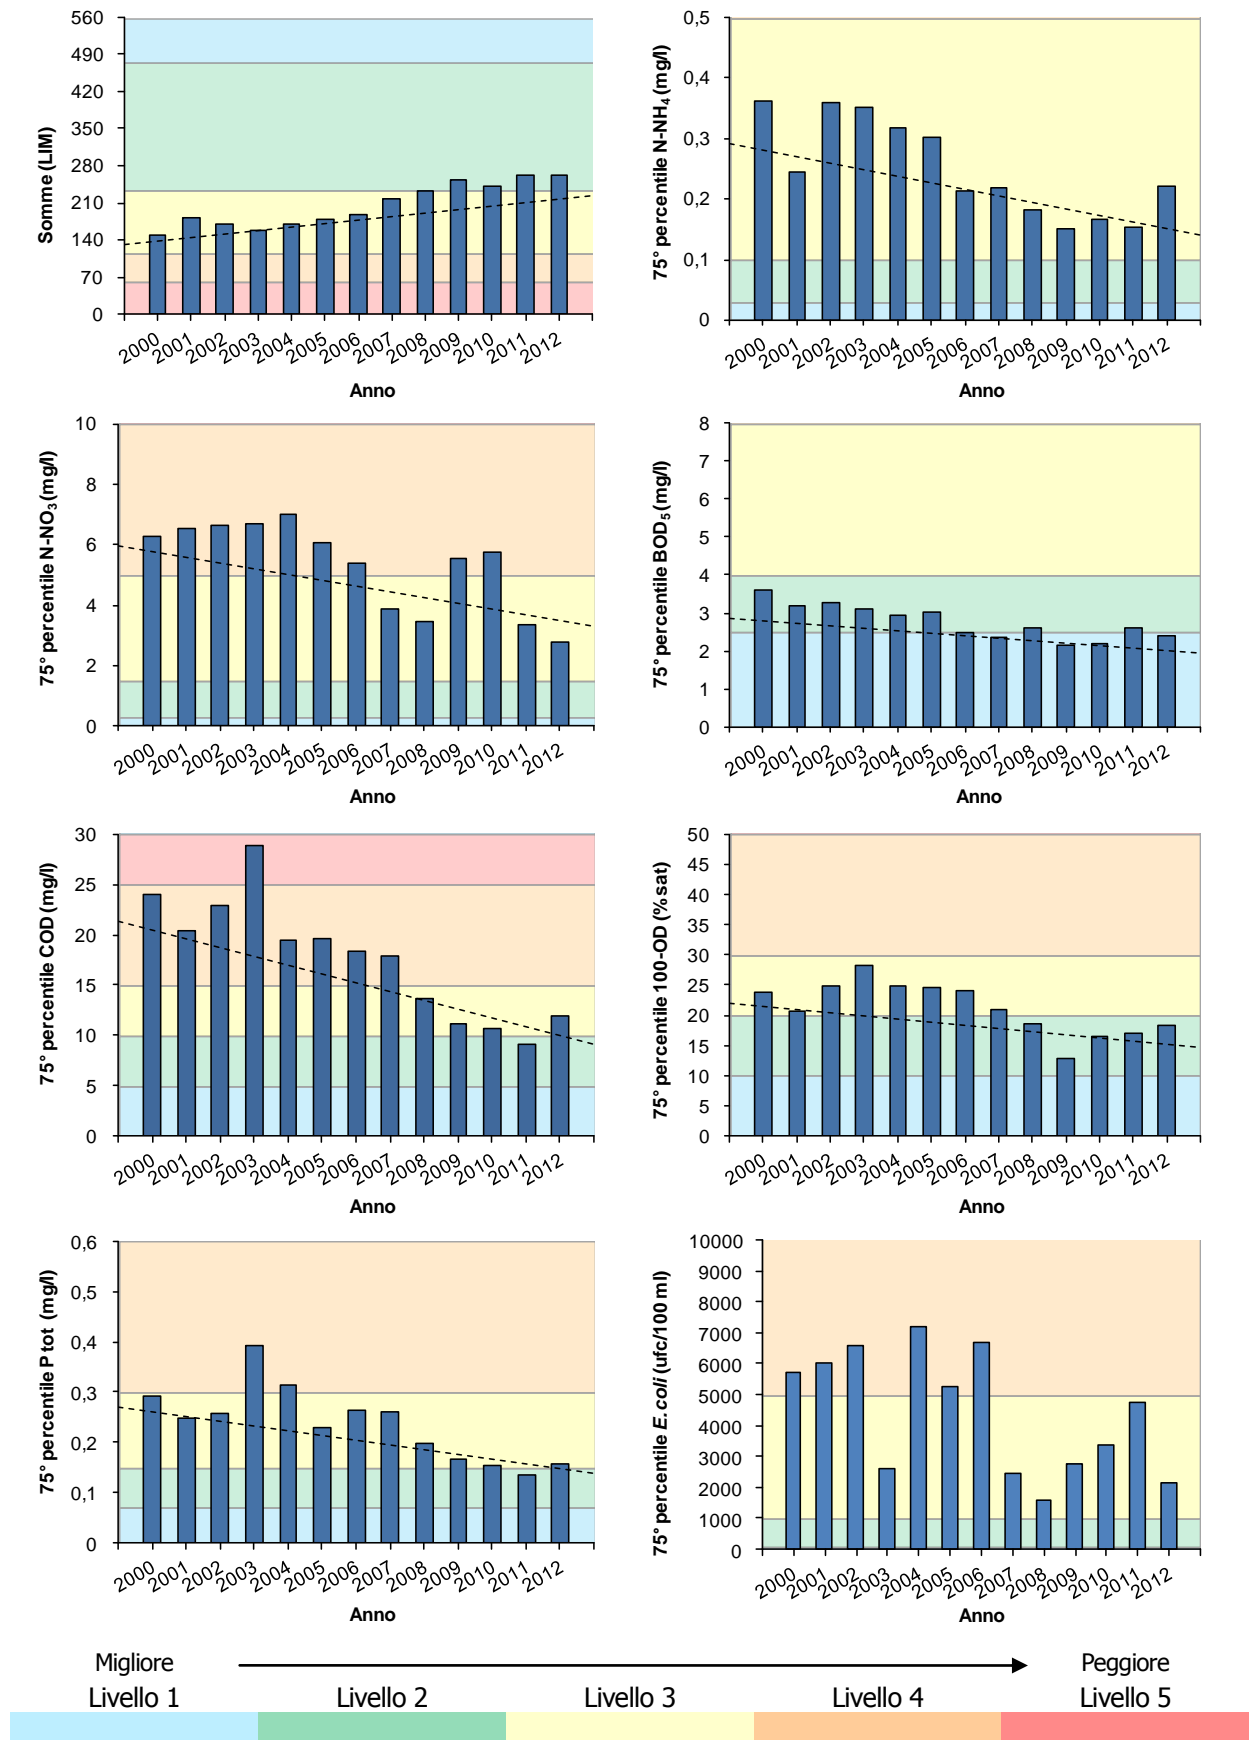 Somme (LIM)
560
490
420
350
280
210
140
70
0
2000 2001 2002 2003 2004 2005 2006 2007 2008 2009 2010 2011 2012
Anno
75° percentile N-NH₄ (mg/l)
0,5
0,4
0,3
0,2
0,1
0
2000 2001 2002 2003 2004 2005 2006 2007 2008 2009 2010 2011 2012
Anno
75° percentile N-NO₃ (mg/l)
10
8
6
4
2
0
2000 2001 2002 2003 2004 2005 2006 2007 2008 2009 2010 2011 2012
Anno
75° percentile BOD₅ (mg/l)
8
7
6
5
4
3
2
1
0
2000 2001 2002 2003 2004 2005 2006 2007 2008 2009 2010 2011 2012
Anno
75° percentile COD (mg/l)
30
25
20
15
10
5
0
2000 2001 2002 2003 2004 2005 2006 2007 2008 2009 2010 2011 2012
Anno
75° percentile 100-OD (% sat)
50
45
40
35
30
25
20
15
10
5
0
2000 2001 2002 2003 2004 2005 2006 2007 2008 2009 2010 2011 2012
Anno
75° percentile P tot (mg/l)
0,6
0,5
0,4
0,3
0,2
0,1
0
2000 2001 2002 2003 2004 2005 2006 2007 2008 2009 2010 2011 2012
Anno
75° percentile E.coli (ufc/100 ml)
10000
9000
8000
7000
6000
5000
4000
3000
2000
1000
0
2000 2001 2002 2003 2004 2005 2006 2007 2008 2009 2010 2011 2012
Anno
Migliore Peggiore
Livello 1 Livello 2 Livello 3 Livello 4 Livello 5